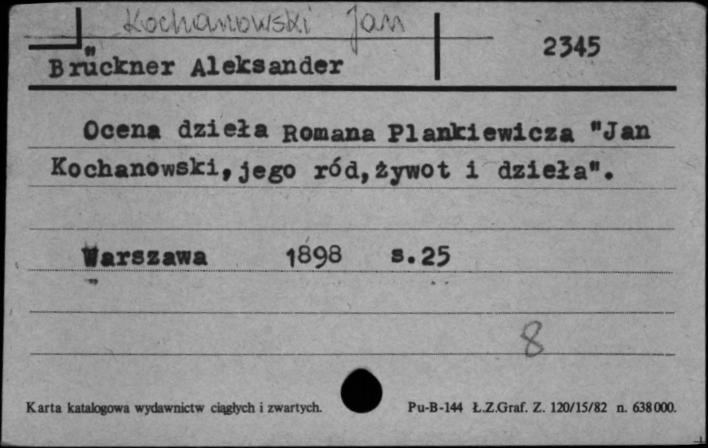 Kochanowski Jan
2345
Brückner Aleksander
Ocena dzieła Romana Plankiewicza "Jan
Kochanowski,jego ród,żywot i dzieła".
Warszawa 1898 s.25
8
Karta katalogowa wydawnictw ciągłych i zwartych. Pu-B-144 Ł.Z.Graf. Z. 120/15/82 n. 638000.